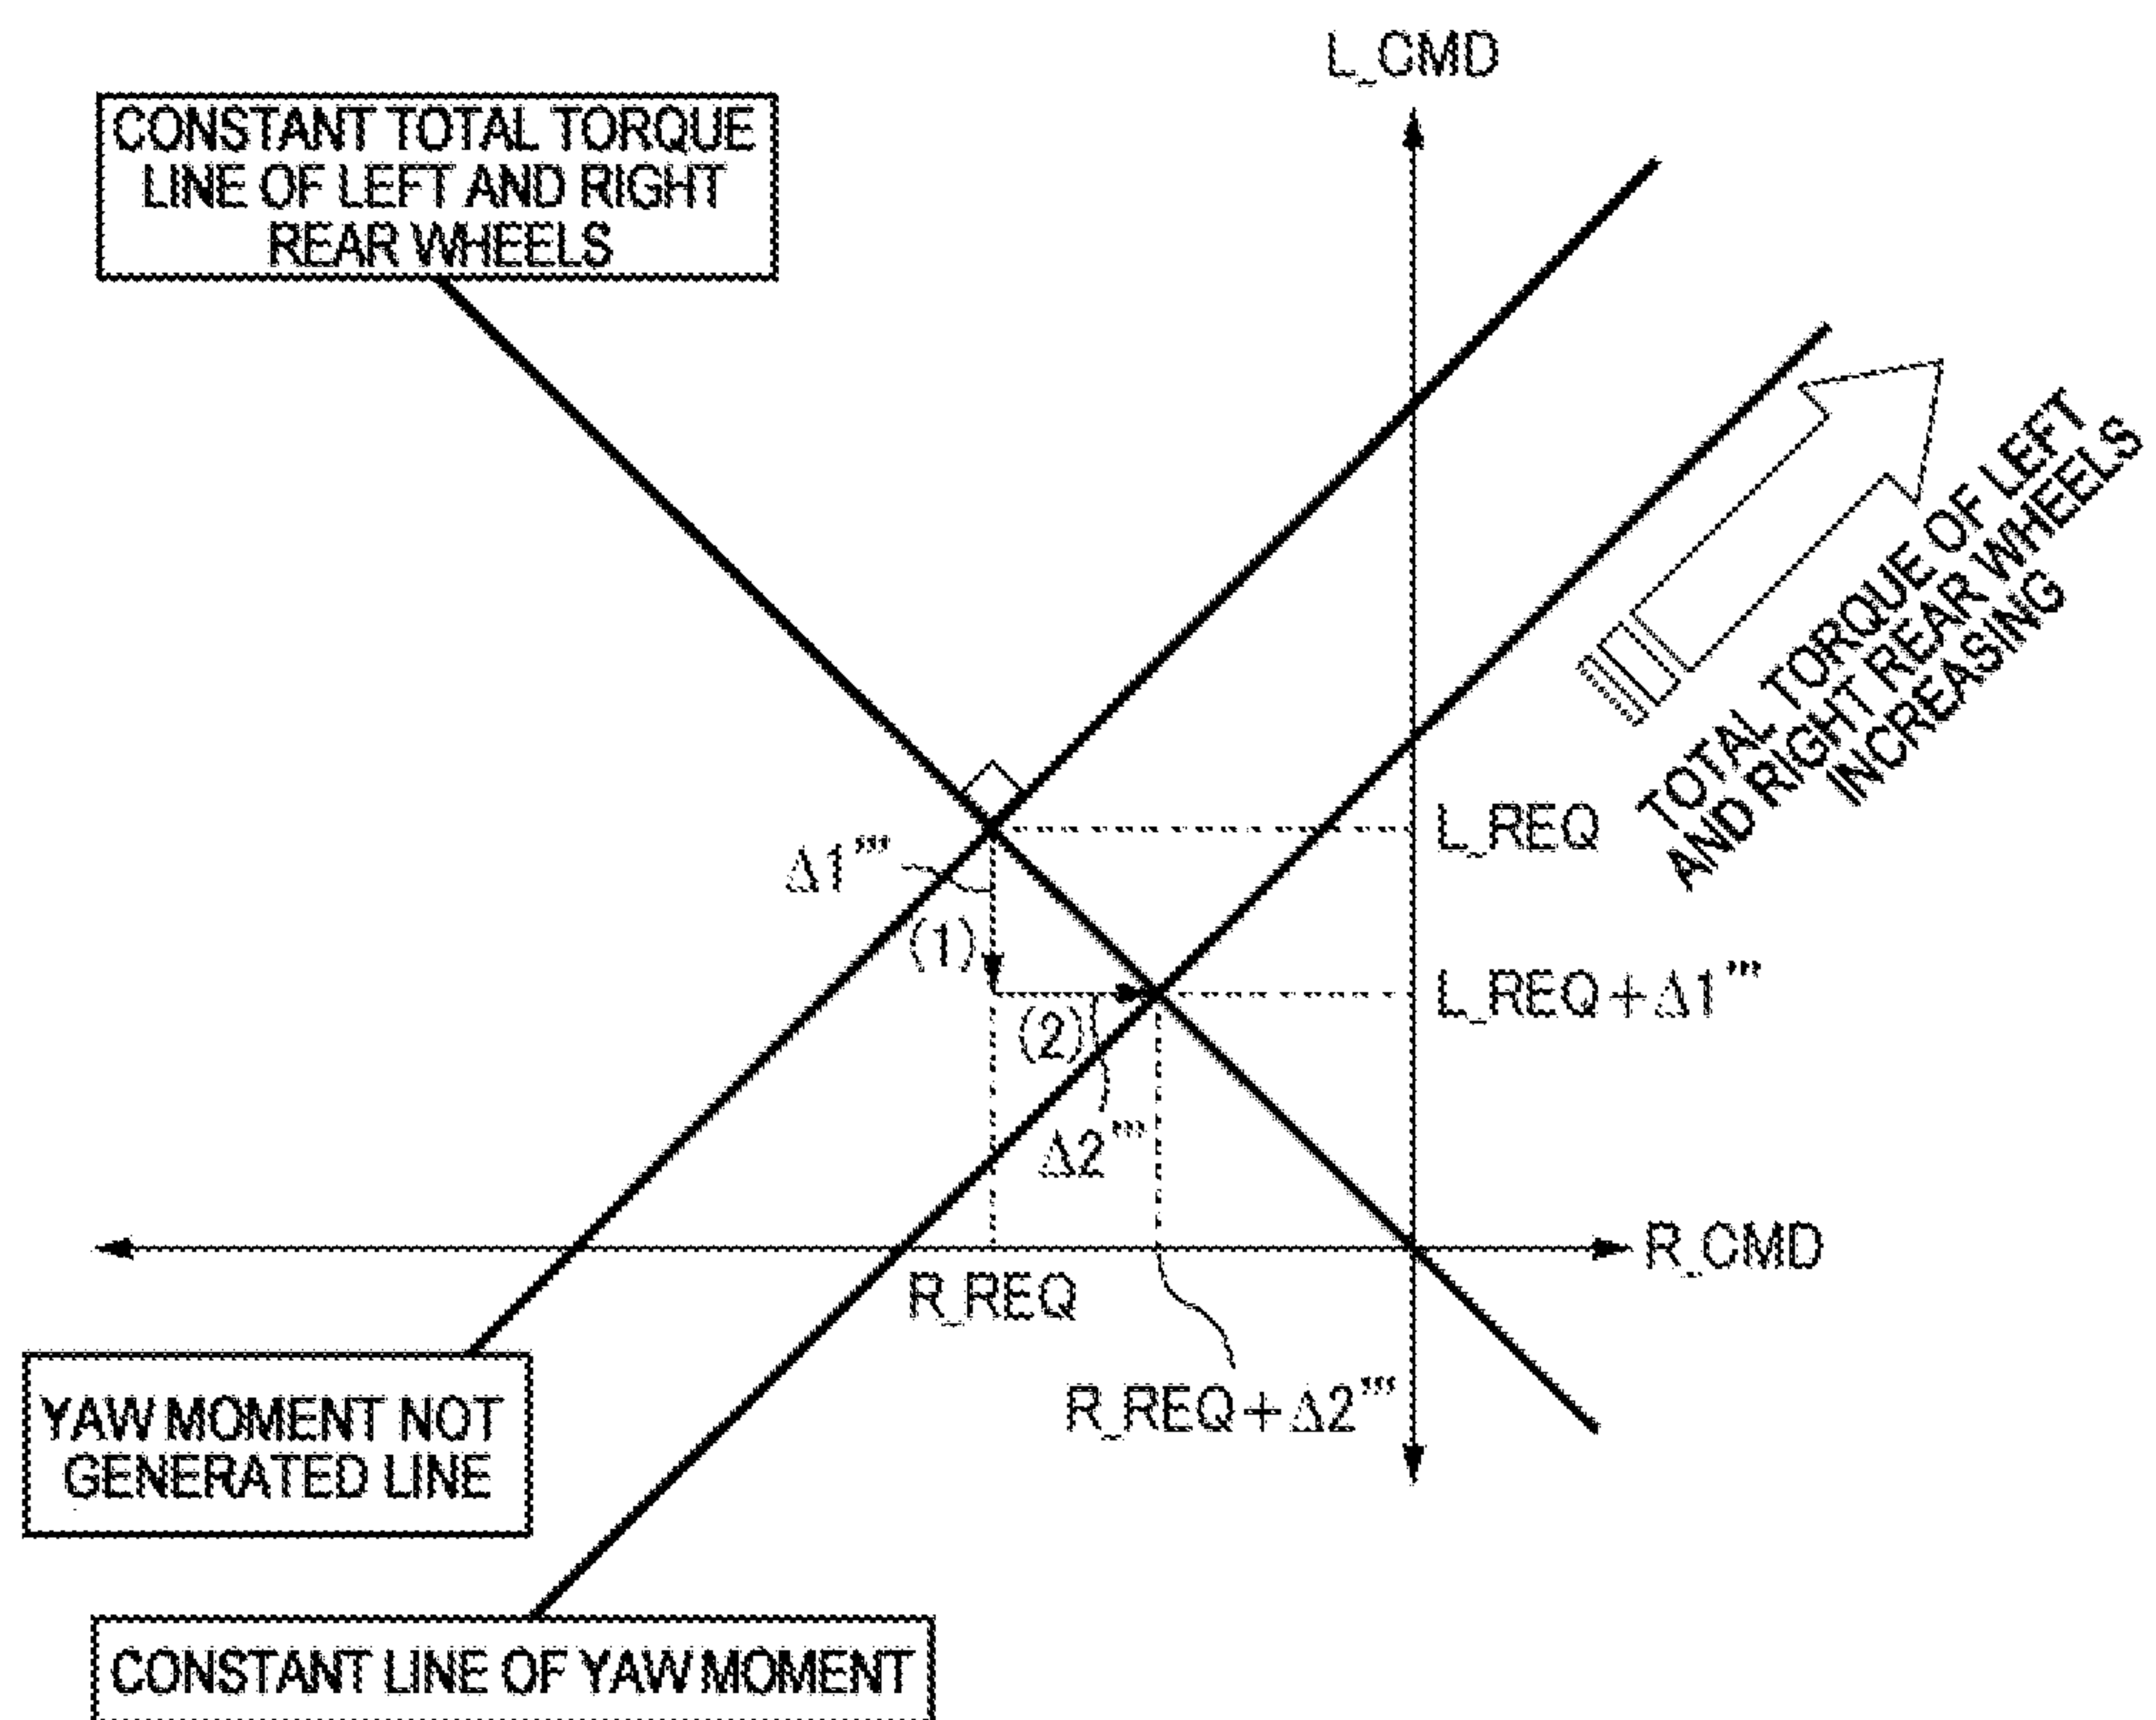 L_CMD
CONSTANT TOTAL TORQUE
LINE OF LEFT AND RIGHT
REAR WHEELS
TOTAL TORQUE OF LEFT
AND RIGHT REAR WHEELS
INCREASING
L_REQ
Δ1''''
(1)
L_REQ+Δ1'''
(2)
Δ2''''
R_CMD
R_REQ
R_REQ+Δ2''''
YAW MOMENT NOT
GENERATED LINE
CONSTANT LINE OF YAW MOMENT